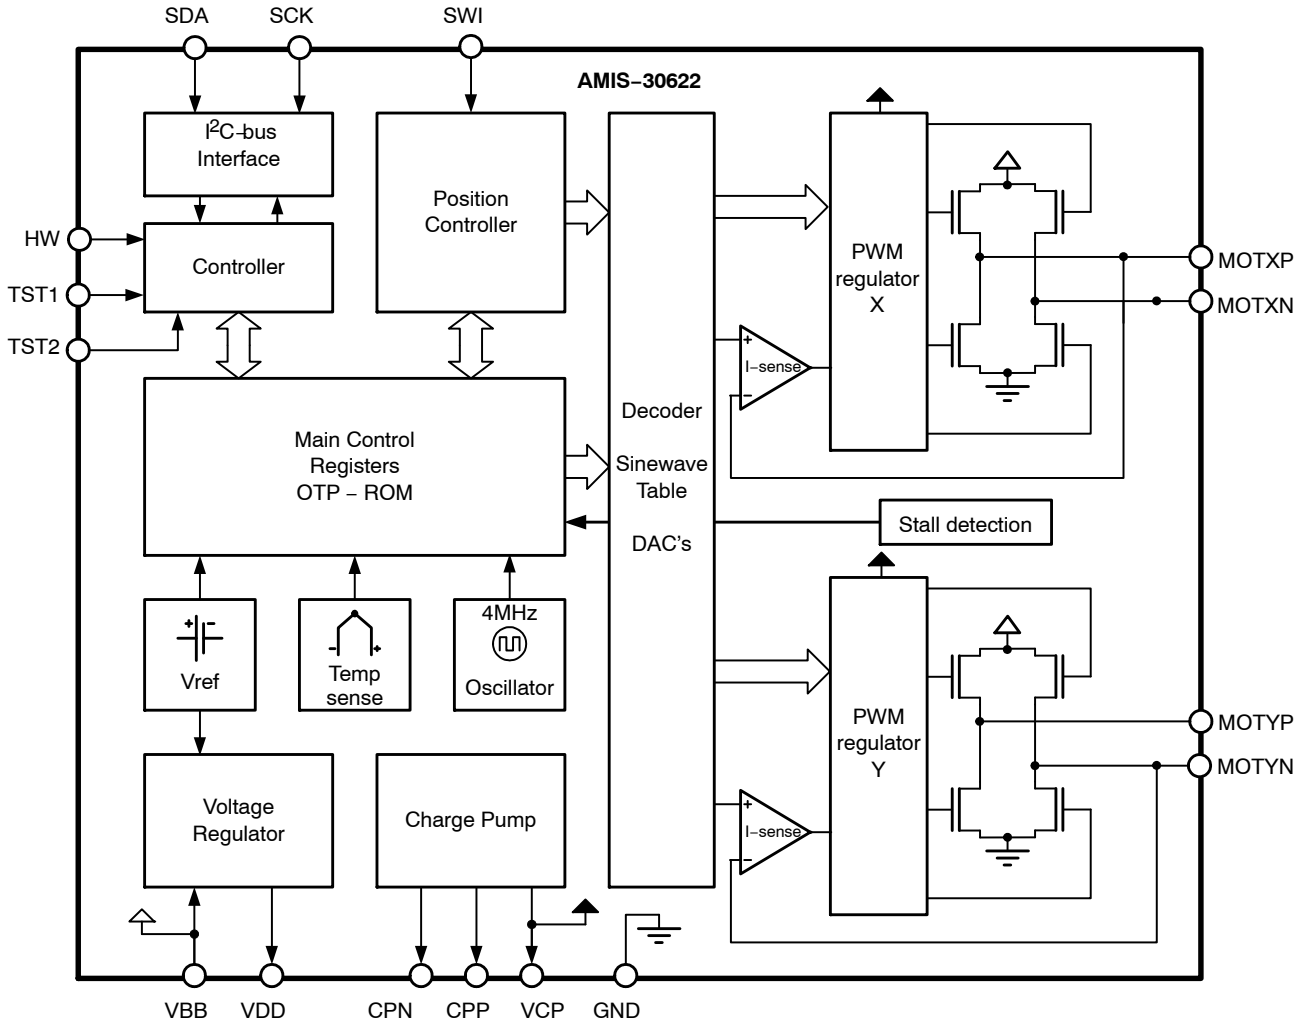 SDA
SCK
SWI
AMIS−30622
I²C−bus
Interface
Position
Controller
HW
Controller
TST1
TST2
PWM
regulator
X
MOTXP
MOTXN
+
I−sense
−
Main Control
Registers
OTP − ROM
Decoder
Sinewave
Table
DAC's
Stall detection
+ −
Vref
− +
Temp
sense
4MHz
Oscillator
PWM
regulator
Y
MOTYP
MOTYN
+
I−sense
−
Voltage
Regulator
Charge Pump
VBB
VDD
CPN
CPP
VCP
GND